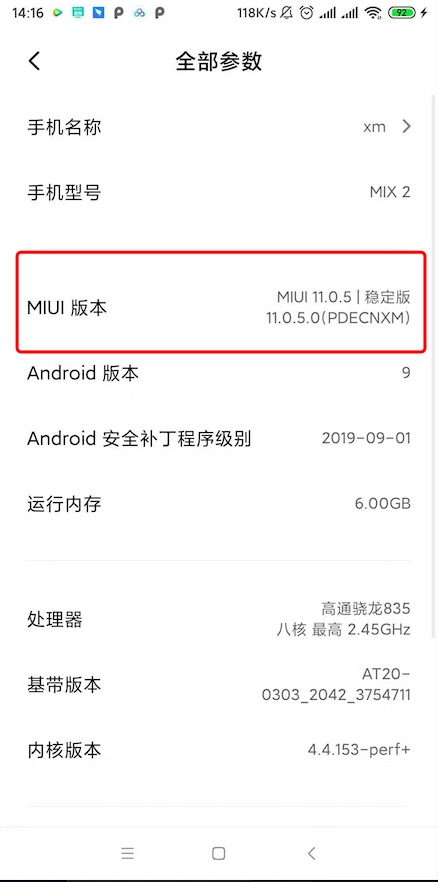 14:16 118K/s 92
全部参数
手机名称 xm
手机型号 MIX 2
MIUI 版本 MIUI 11.0.5 | 稳定版
11.0.5.0(PDECNXM)
Android 版本 9
Android 安全补丁程序级别 2019-09-01
运行内存 6.00GB
处理器 高通骁龙835
八核 最高 2.45GHz
基带版本 AT20-
0303_2042_3754711
内核版本 4.4.153-perf+